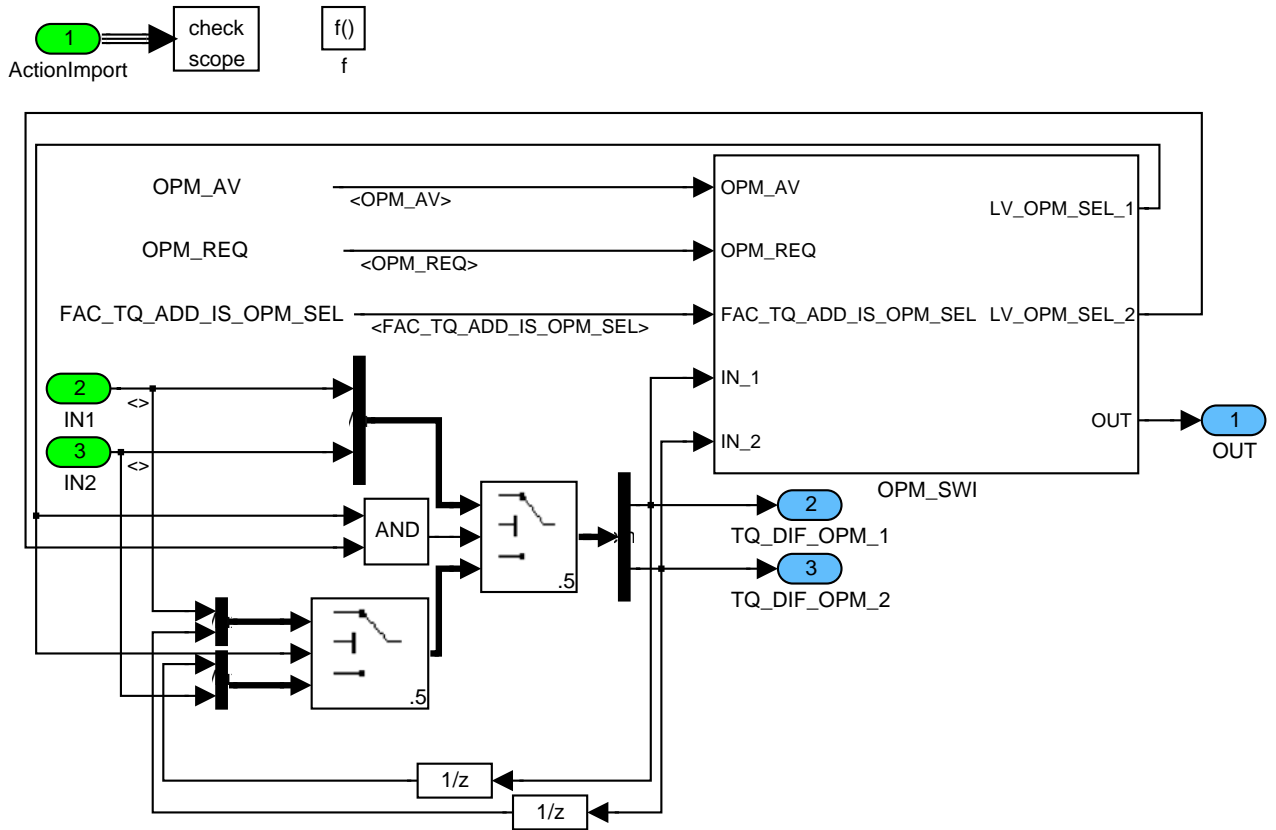 check
scope
1
ActionImport
f()
f
OPM_AV
<OPM_AV>
OPM_AV
LV_OPM_SEL_1
OPM_REQ
<OPM_REQ>
OPM_REQ
FAC_TQ_ADD_IS_OPM_SEL
<FAC_TQ_ADD_IS_OPM_SEL>
FAC_TQ_ADD_IS_OPM_SEL
LV_OPM_SEL_2
2
IN1
<>
IN_1
3
IN2
<>
IN_2
OUT
1
OUT
OPM_SWI
AND
.5
2
TQ_DIF_OPM_1
3
TQ_DIF_OPM_2
.5
1/z
1/z